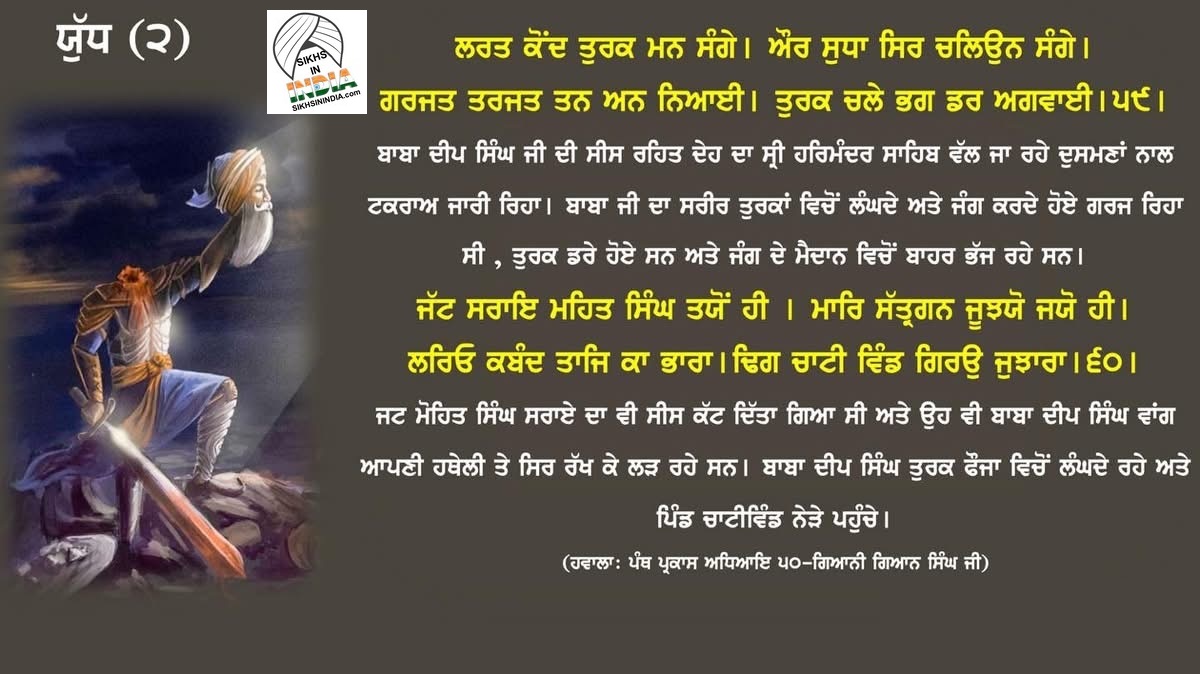 ਯੁੱਧ (੨)
SIKHS
IN
INDIA
SIKHSININDIA.com
ਲਰਤ ਕੋਂਦ ਤੁਰਕ ਮਨ ਸੰਗੇ। ਔਰ ਸੁਧਾ ਸਿਰ ਚਲਿਉਨ ਸੰਗੇ।
ਗਰਜਤ ਤਰਜਤ ਤਨ ਅਨ ਨਿਆਈ। ਤੁਰਕ ਚਲੇ ਭਗ ਡਰ ਅਗਵਾਈ।੫੯।
ਬਾਬਾ ਦੀਪ ਸਿੰਘ ਜੀ ਦੀ ਸੀਸ ਰਹਿਤ ਦੇਹ ਦਾ ਸ੍ਰੀ ਹਰਿਮੰਦਰ ਸਾਹਿਬ ਵੱਲ ਜਾ ਰਹੇ ਦੁਸਮਣਾਂ ਨਾਲ
ਟਕਰਾਅ ਜਾਰੀ ਰਿਹਾ। ਬਾਬਾ ਜੀ ਦਾ ਸਰੀਰ ਤੁਰਕਾਂ ਵਿਚੋਂ ਲੰਘਦੇ ਅਤੇ ਜੰਗ ਕਰਦੇ ਹੋਏ ਗਰਜ ਰਿਹਾ
ਸੀ , ਤੁਰਕ ਡਰੇ ਹੋਏ ਸਨ ਅਤੇ ਜੰਗ ਦੇ ਮੈਦਾਨ ਵਿਚੋਂ ਬਾਹਰ ਭੱਜ ਰਹੇ ਸਨ।
ਜੱਟ ਸਰਾਇ ਮਹਿਤ ਸਿੰਘ ਤਯੋਂ ਹੀ । ਮਾਰਿ ਸੱਤ੍ਰਗਨ ਜੂਝਯੋ ਜਯੋ ਹੀ।
ਲਰਿਓ ਕਬੰਦ ਤਾਜਿ ਕਾ ਭਾਰਾ।ਢਿਗ ਚਾਟੀ ਵਿੰਡ ਗਿਰਉ ਜੁਝਾਰਾ।੬੦।
ਜਟ ਮੋਹਿਤ ਸਿੰਘ ਸਰਾਏ ਦਾ ਵੀ ਸੀਸ ਕੱਟ ਦਿੱਤਾ ਗਿਆ ਸੀ ਅਤੇ ਉਹ ਵੀ ਬਾਬਾ ਦੀਪ ਸਿੰਘ ਵਾਂਗ
ਆਪਣੀ ਹਥੇਲੀ ਤੇ ਸਿਰ ਰੱਖ ਕੇ ਲੜ ਰਹੇ ਸਨ। ਬਾਬਾ ਦੀਪ ਸਿੰਘ ਤੁਰਕ ਫੌਜਾ ਵਿਚੋਂ ਲੰਘਦੇ ਰਹੇ ਅਤੇ
ਪਿੰਡ ਚਾਟੀਵਿੰਡ ਨੇੜੇ ਪਹੁੰਚੇ।
(ਹਵਾਲਾ: ਪੰਥ ਪ੍ਰਕਾਸ ਅਧਿਆਇ ੫੦-ਗਿਆਨੀ ਗਿਆਨ ਸਿੰਘ ਜੀ)